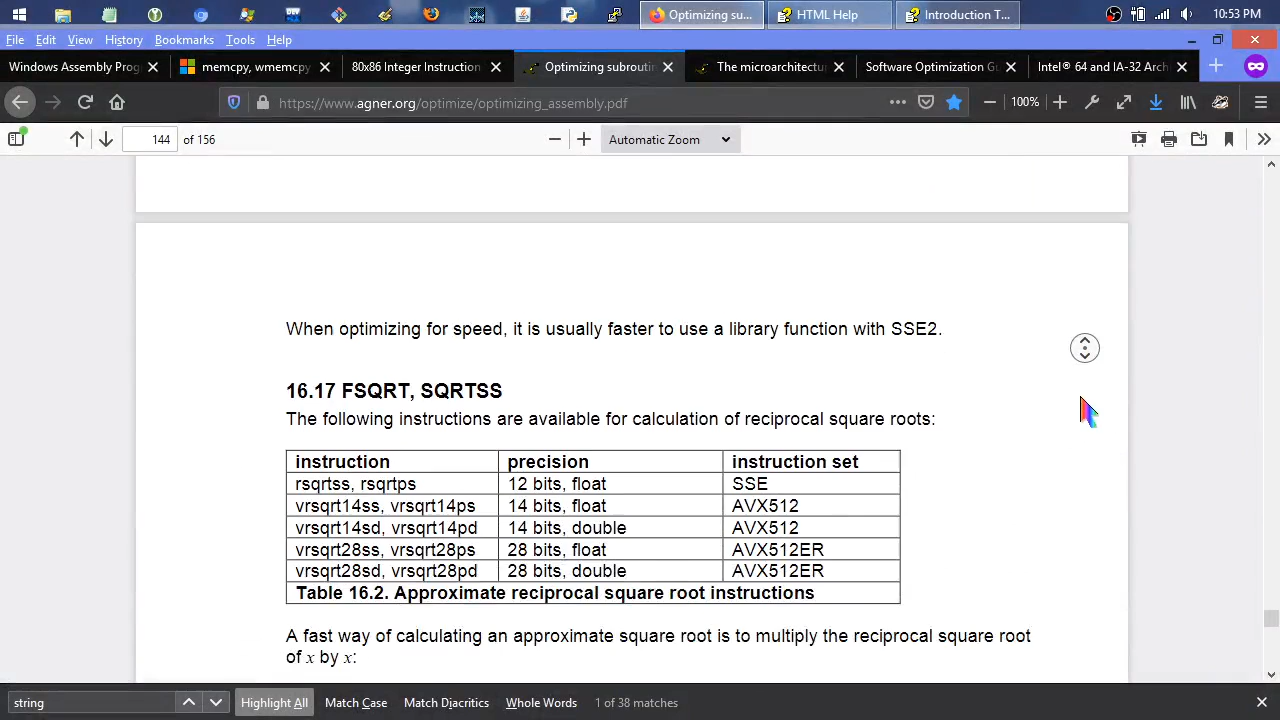 Optimizing su...
HTML Help
Introduction T...
10:53 PM
File Edit View History Bookmarks Tools Help
Windows Assembly Prog
memcpy, wmemcpy
80x86 Integer Instruction
Optimizing subroutin
The microarchitectur
Software Optimization Gu
Intel® 64 and IA-32 Arch
https://www.agner.org/optimize/optimizing_assembly.pdf
100%
144 of 156
Automatic Zoom
When optimizing for speed, it is usually faster to use a library function with SSE2.
16.17 FSQRT, SQRTSS
The following instructions are available for calculation of reciprocal square roots:
instruction precision instruction set
rsqrtss, rsqrtps 12 bits, float SSE
vrsqrt14ss, vrsqrt14ps 14 bits, float AVX512
vrsqrt14sd, vrsqrt14pd 14 bits, double AVX512
vrsqrt28ss, vrsqrt28ps 28 bits, float AVX512ER
vrsqrt28sd, vrsqrt28pd 28 bits, double AVX512ER
Table 16.2. Approximate reciprocal square root instructions
A fast way of calculating an approximate square root is to multiply the reciprocal square root
of x by x:
string
Highlight All Match Case Match Diacritics Whole Words 1 of 38 matches